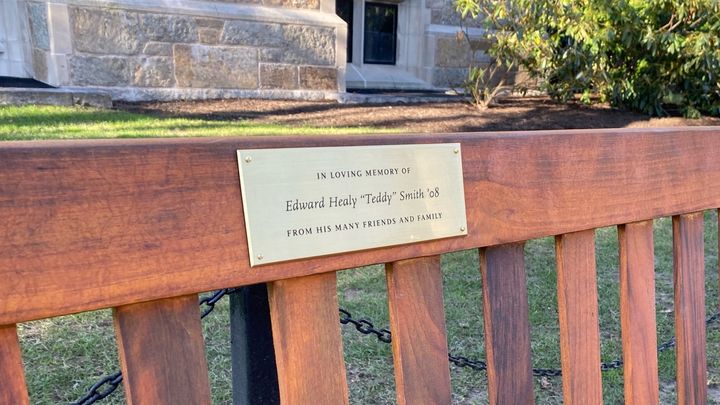 IN LOVING MEMORY OF
Edward Healy “Teddy” Smith ’08
FROM HIS MANY FRIENDS AND FAMILY